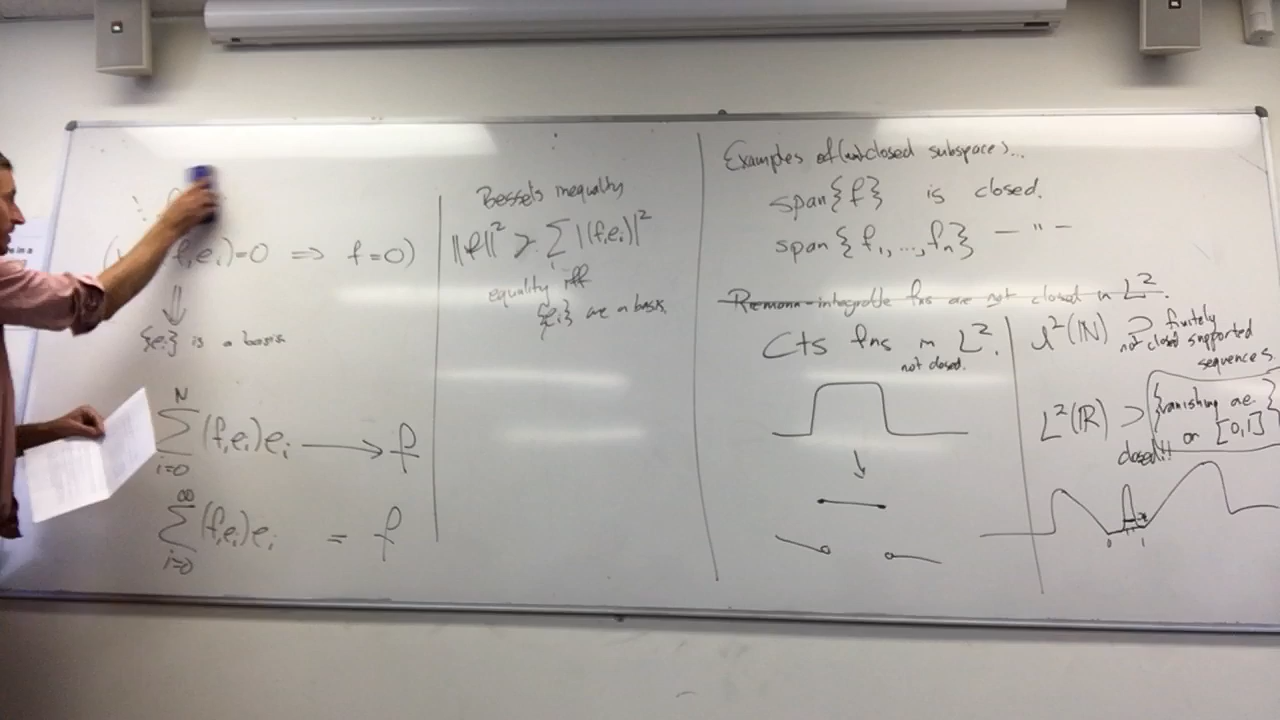 f,ei)=0 => f=0)
⇓
{ei} is a basis
N
∑ (f,ei)ei ⟶ f
i=0
∞
∑ (f,ei)ei = f
i=0
Bessels inequality
||f||² ≥ ∑ |(f,ei)|²
i
equality iff
{ei} are a basis.
Examples of (un)closed subspaces...
span{f} is closed.
span{f1,...,fn} — " —
Riemann-integrable fns are not closed in L².
Cts fns in L².
not closed.
ℓ²(ℕ) ⊃ finitely
not closed supported
sequences.
L²(ℝ) ⊃ {vanishing ae
on [0,1]}
closed!!
0 1